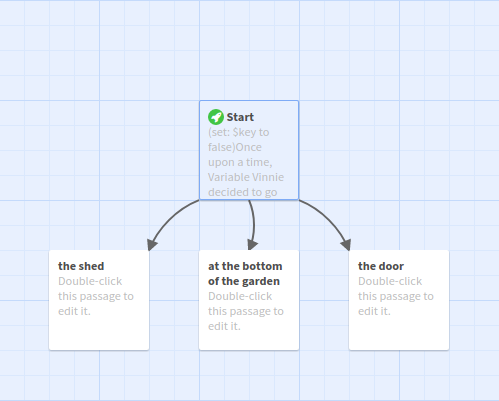 Start
(set: $key to
false)Once
upon a time,
Variable Vinnie
decided to go
the shed
Double-click
this passage to
edit it.
at the bottom
of the garden
Double-click
this passage to
edit it.
the door
Double-click
this passage to
edit it.